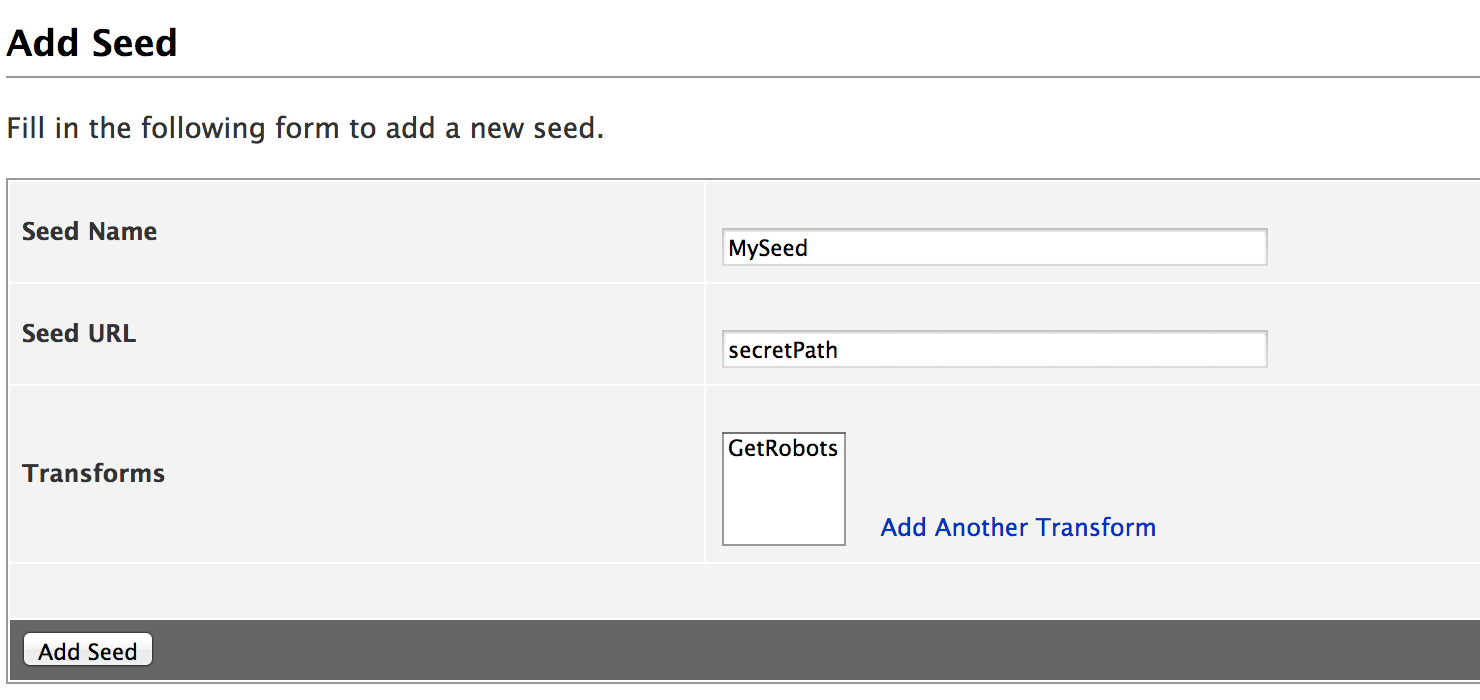 Add Seed
Fill in the following form to add a new seed.
Seed Name
MySeed
Seed URL
secretPath
Transforms
GetRobots
Add Another Transform
Add Seed